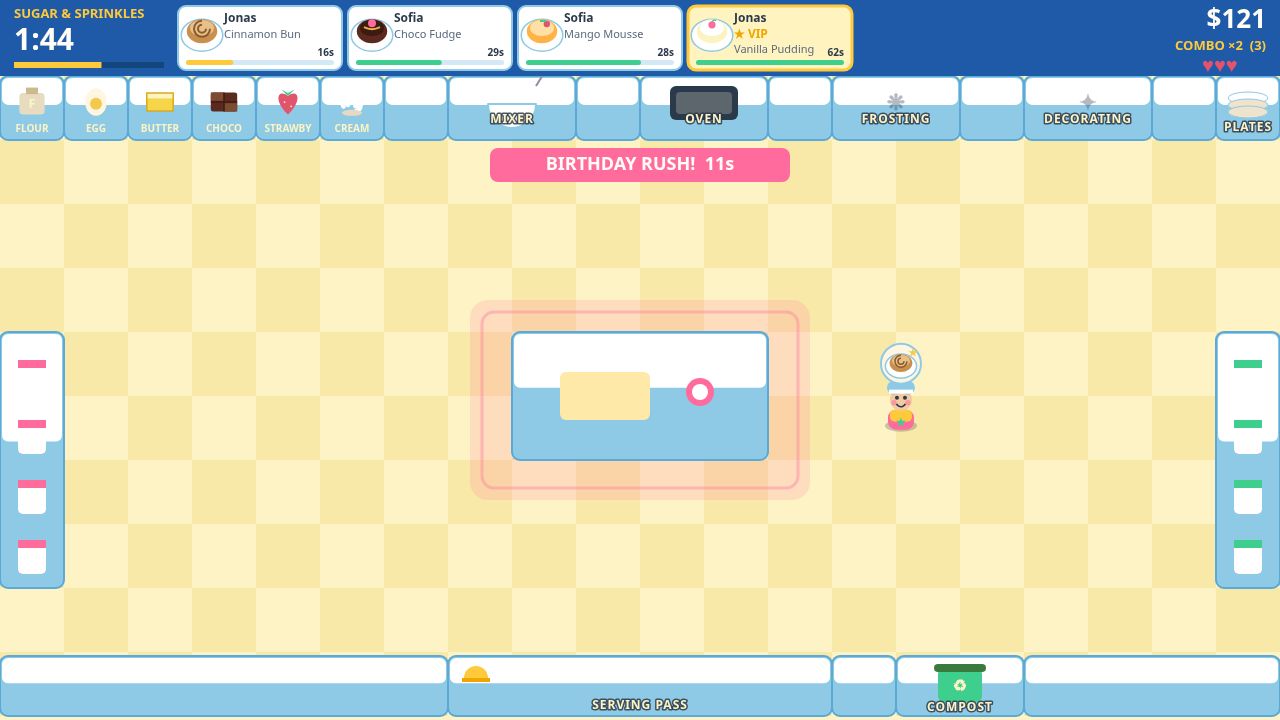 SUGAR & SPRINKLES
1:44
Jonas
Cinnamon Bun
16s
Sofia
Choco Fudge
29s
Sofia
Mango Mousse
28s
Jonas
★ VIP
Vanilla Pudding
62s
$121
COMBO ×2 (3)
♥♥♥
F
FLOUR
EGG
BUTTER
CHOCO
STRAWBY
CREAM
MIXER
OVEN
FROSTING
DECORATING
PLATES
BIRTHDAY RUSH! 11s
SERVING PASS
COMPOST